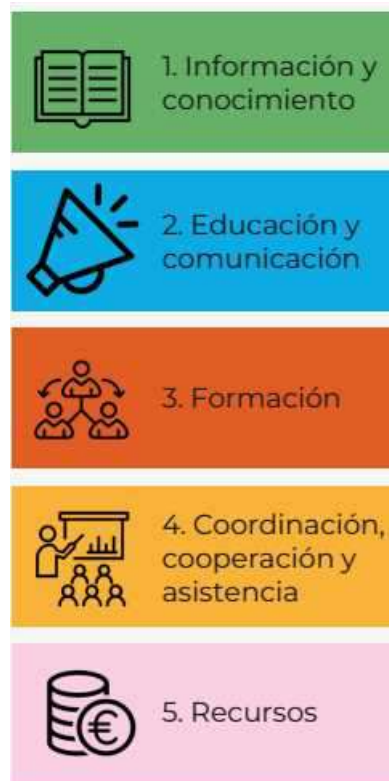 1. Información y
conocimiento
2. Educación y
comunicación
3. Formación
4. Coordinación,
cooperación y
asistencia
5. Recursos